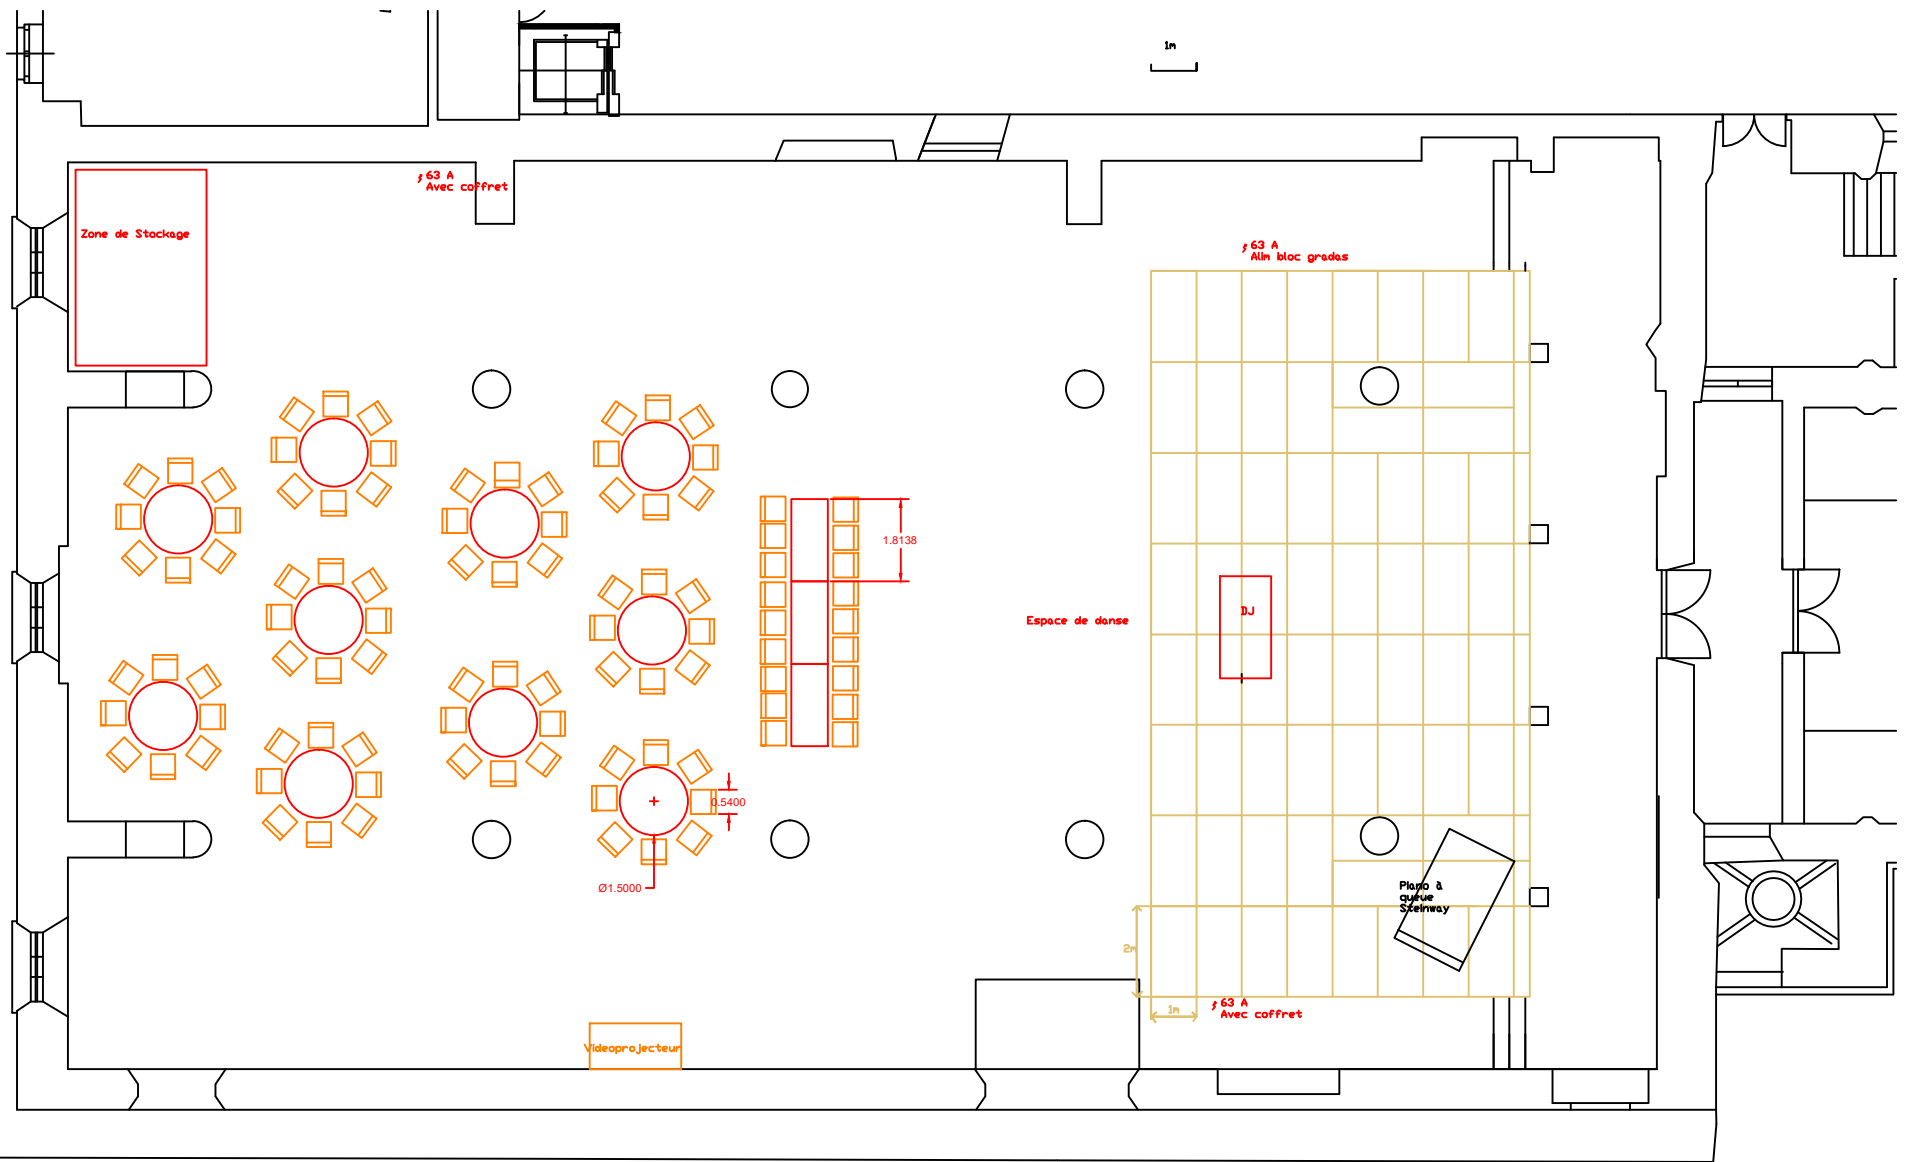 1m
63 A
Avec coffret
Zone de Stockage
63 A
Alim bloc gradas
1.8138
DJ
Espace de danse
0.5400
Ø1.5000
Piano à
queue
Steinway
2m
63 A
Avec coffret
1m
Videoprojecteur